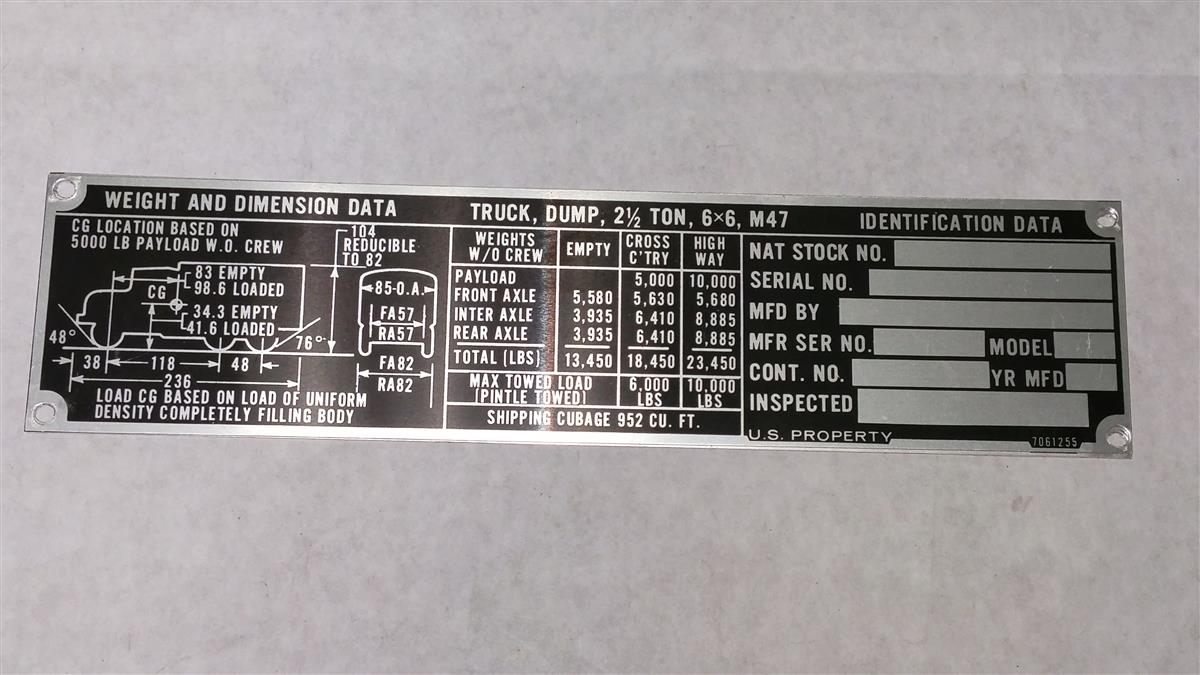 WEIGHT AND DIMENSION DATA
TRUCK, DUMP, 2½ TON, 6×6, M47
IDENTIFICATION DATA
CG LOCATION BASED ON
5000 LB PAYLOAD W.O. CREW
104
REDUCIBLE
TO 82
83 EMPTY
98.6 LOADED
CG
34.3 EMPTY
41.6 LOADED
48°
76°
38
118
48
236
85-O.A.
FA57
RA57
FA82
RA82
LOAD CG BASED ON LOAD OF UNIFORM
DENSITY COMPLETELY FILLING BODY
WEIGHTS W/O CREW EMPTY CROSS C'TRY HIGH WAY
PAYLOAD 5,000 10,000
FRONT AXLE 5,580 5,630 5,680
INTER AXLE 3,935 6,410 8,885
REAR AXLE 3,935 6,410 8,885
TOTAL (LBS) 13,450 18,450 23,450
MAX TOWED LOAD 6,000 10,000
(PINTLE TOWED) LBS LBS
SHIPPING CUBAGE 952 CU. FT.
NAT STOCK NO.
SERIAL NO.
MFD BY
MFR SER NO. MODEL
CONT. NO. YR MFD
INSPECTED
U.S. PROPERTY
7061255